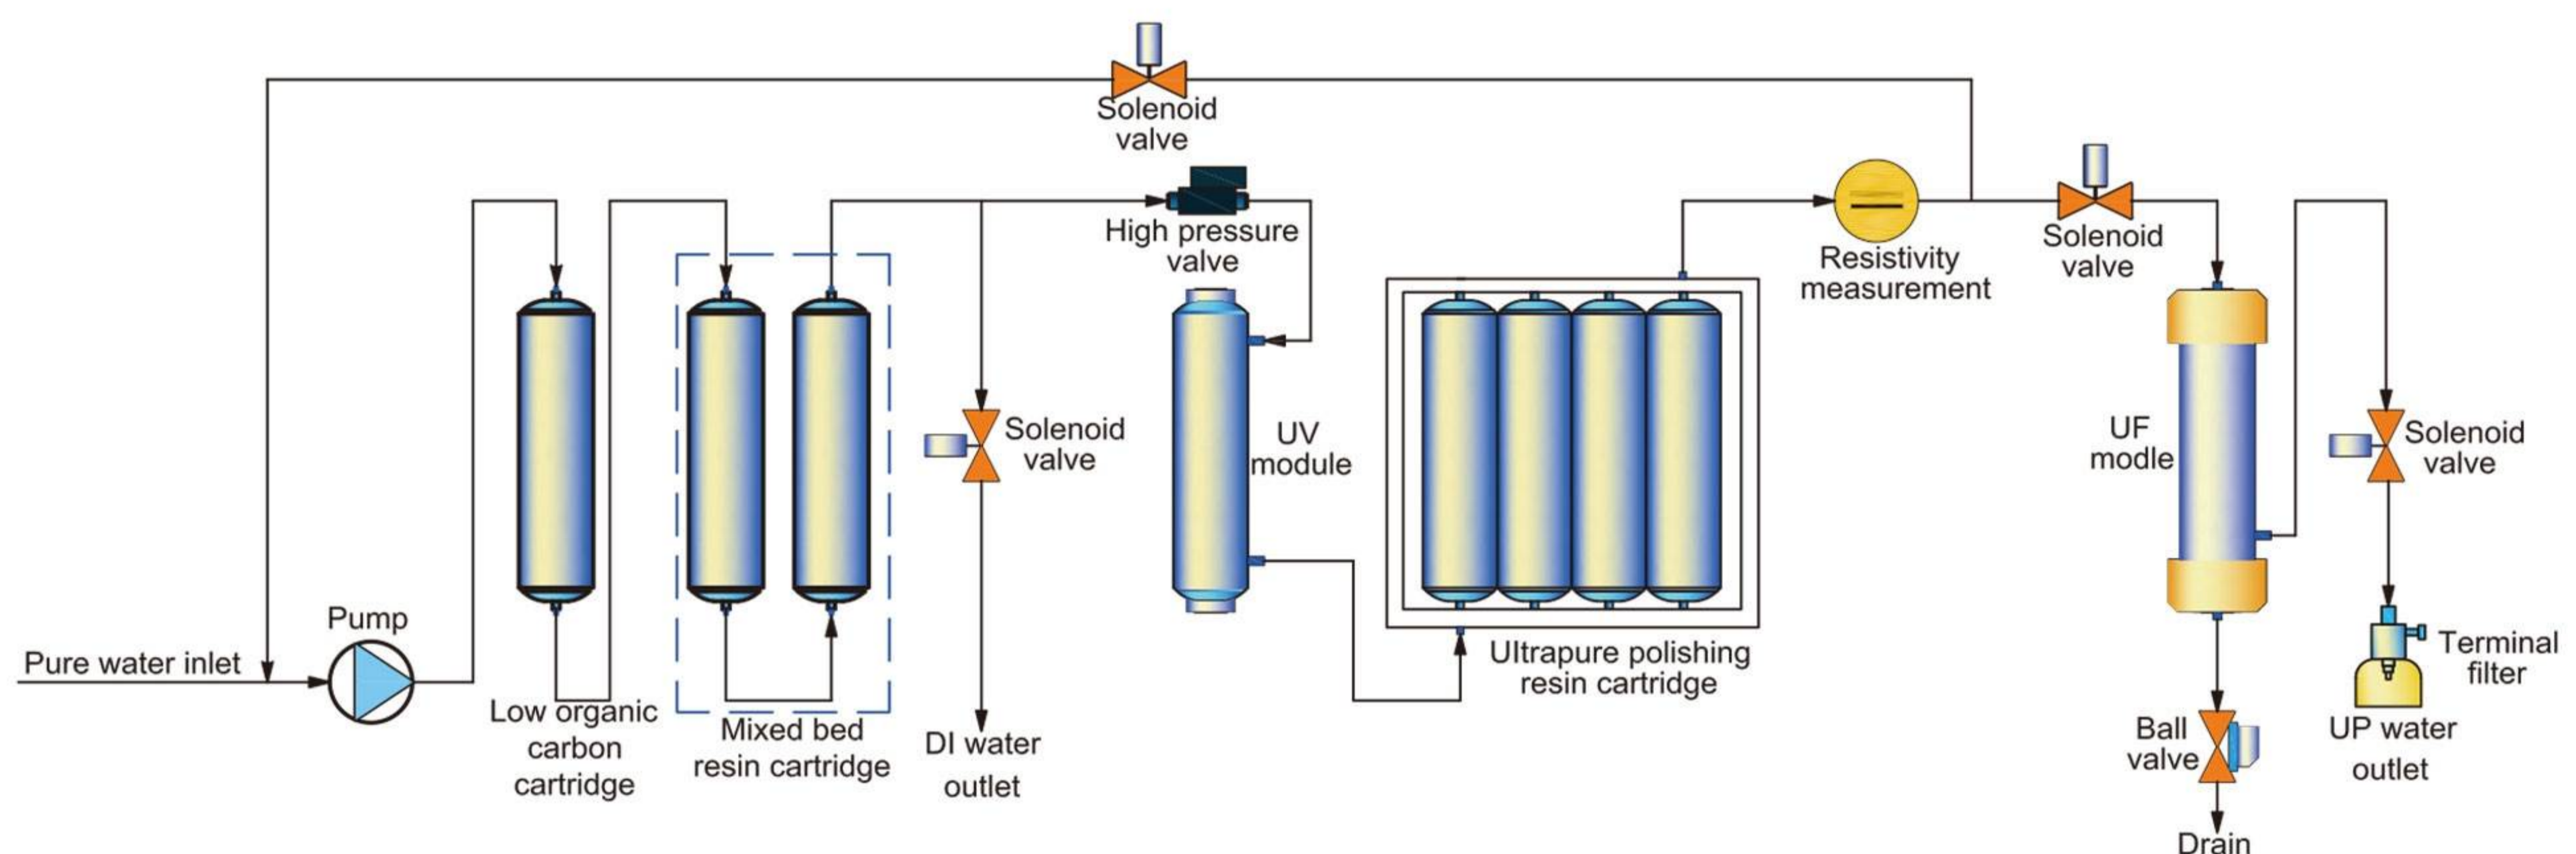 Solenoid
valve
High pressure
valve
Resistivity
measurement
Solenoid
valve
Solenoid
valve
UV
module
UF
modle
Solenoid
valve
Pump
Pure water inlet
Low organic
carbon
cartridge
Mixed bed
resin cartridge
DI water
outlet
Ultrapure polishing
resin cartridge
Terminal
filter
Ball
valve
UP water
outlet
Drain